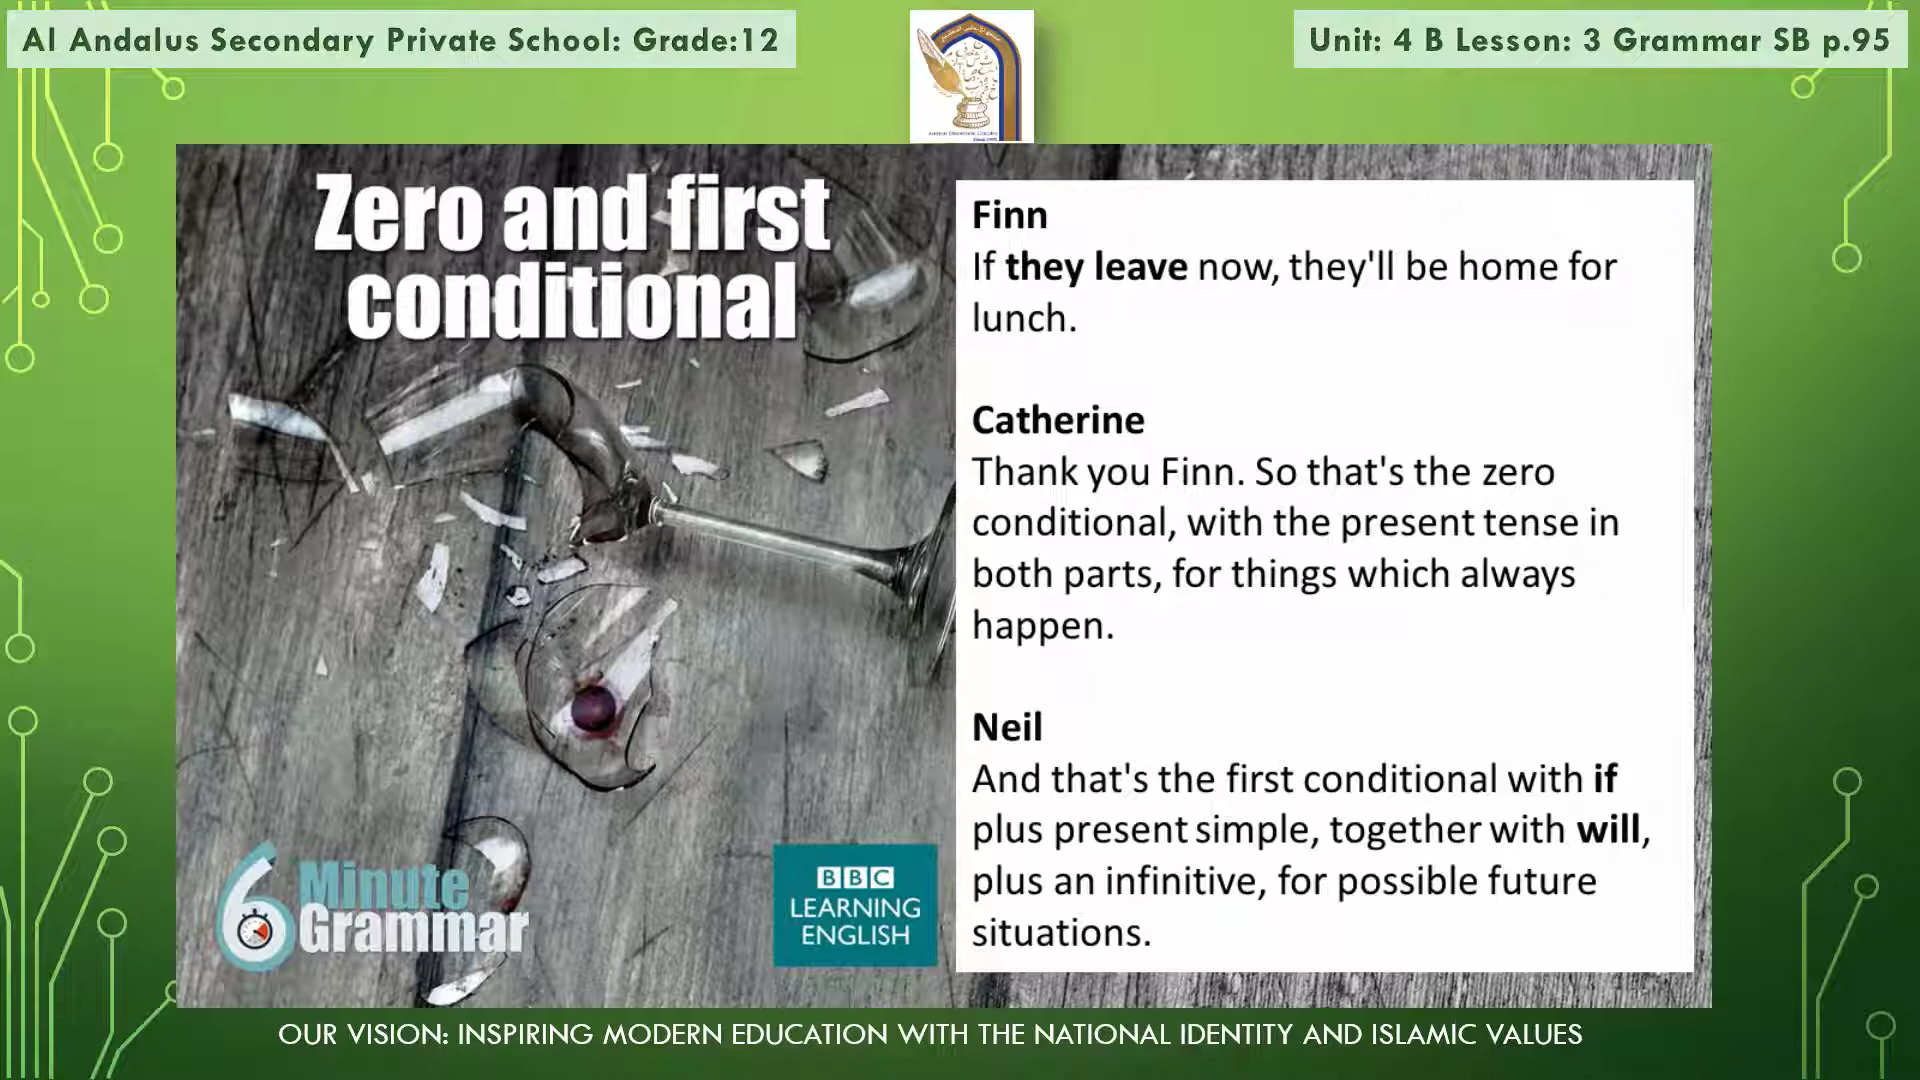 Al Andalus Secondary Private School: Grade:12
Unit: 4 B Lesson: 3 Grammar SB p.95
Zero and first
conditional
Finn
If they leave now, they'll be home for
lunch.
Catherine
Thank you Finn. So that's the zero
conditional, with the present tense in
both parts, for things which always
happen.
Neil
And that's the first conditional with if
plus present simple, together with will,
plus an infinitive, for possible future
situations.
6 Minute
Grammar
BBC
LEARNING
ENGLISH
OUR VISION: INSPIRING MODERN EDUCATION WITH THE NATIONAL IDENTITY AND ISLAMIC VALUES